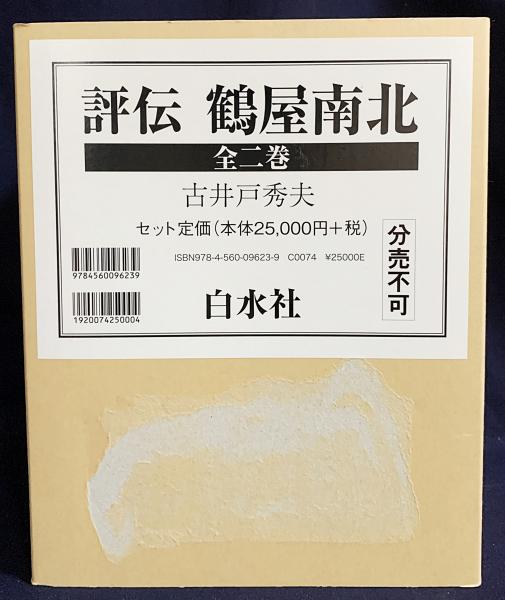 評伝 鶴屋南北
全二巻
古井戸秀夫
セット定価(本体25,000円+税)
ISBN978-4-560-09623-9 C0074 ¥25000E
9784560096239
1920074250004
白水社
分売不可